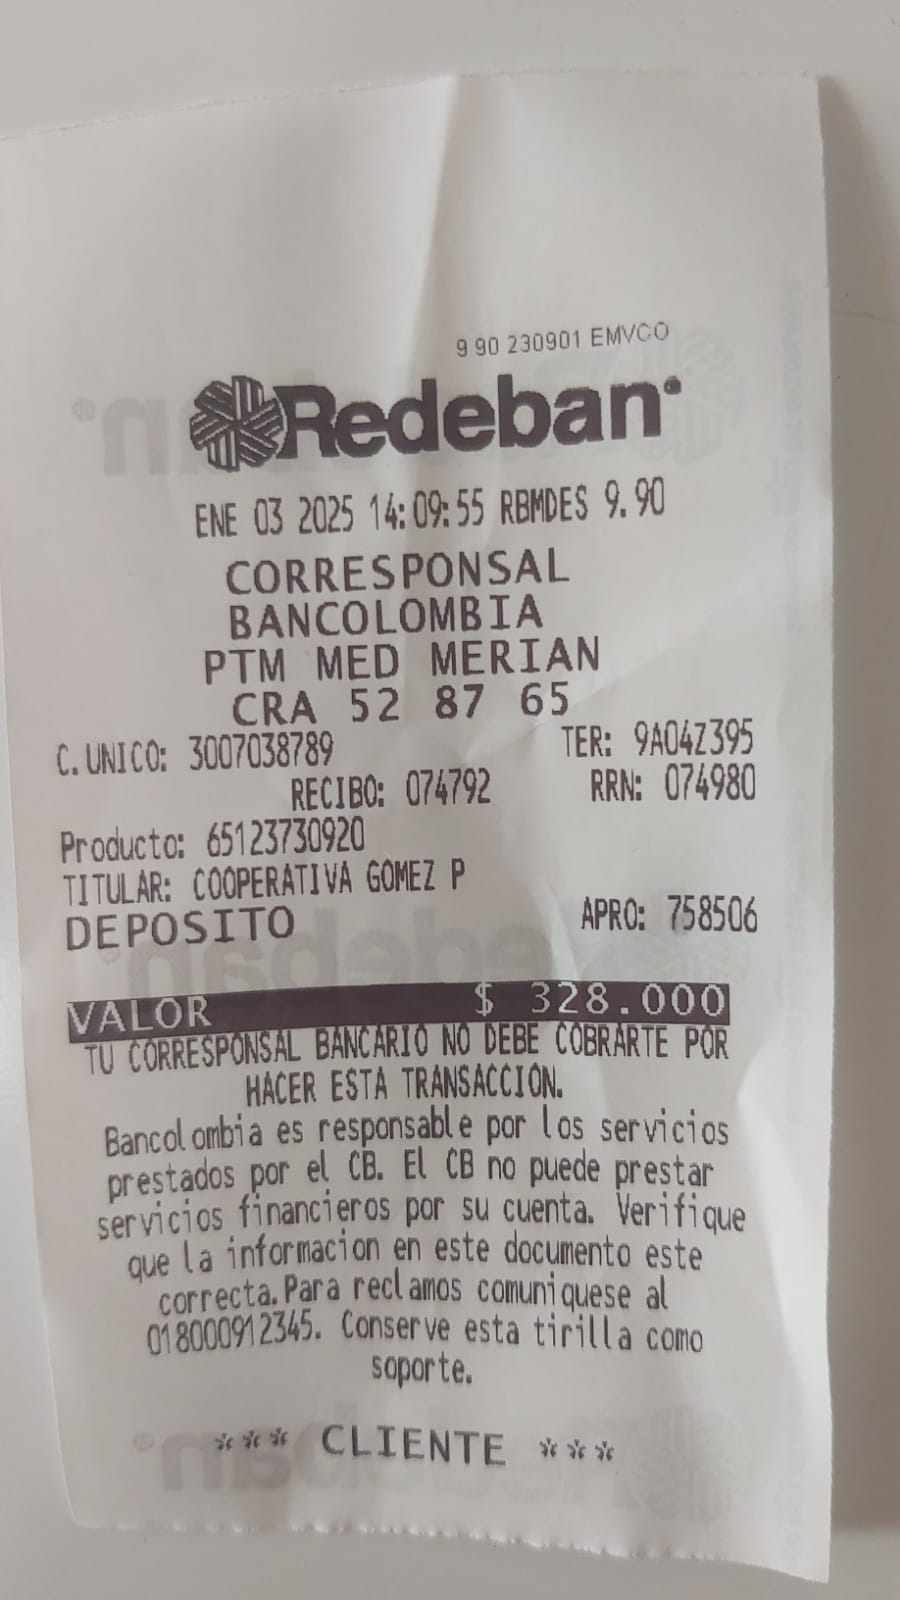 9.90 230901 EMVCO
Redeban
ENE 03 2025 14:09:55 RBMDES 9.90
CORRESPONSAL
BANCOLOMBIA
PTM MED MERIAN
CRA 52 87 65
C.UNICO: 3007038789 TER: 9A04Z395
RECIBO: 074792 RRN: 074980
Producto: 65123730920
TITULAR: COOPERATIVA GOMEZ P
DEPOSITO APRO: 758506
VALOR $ 328.000
TU CORRESPONSAL BANCARIO NO DEBE COBRARTE POR
HACER ESTA TRANSACCION.
Bancolombia es responsable por los servicios
prestados por el CB. El CB no puede prestar
servicios financieros por su cuenta. Verifique
que la informacion en este documento este
correcta.Para reclamos comuniquese al
018000912345. Conserve esta tirilla como
soporte.
*** CLIENTE ***